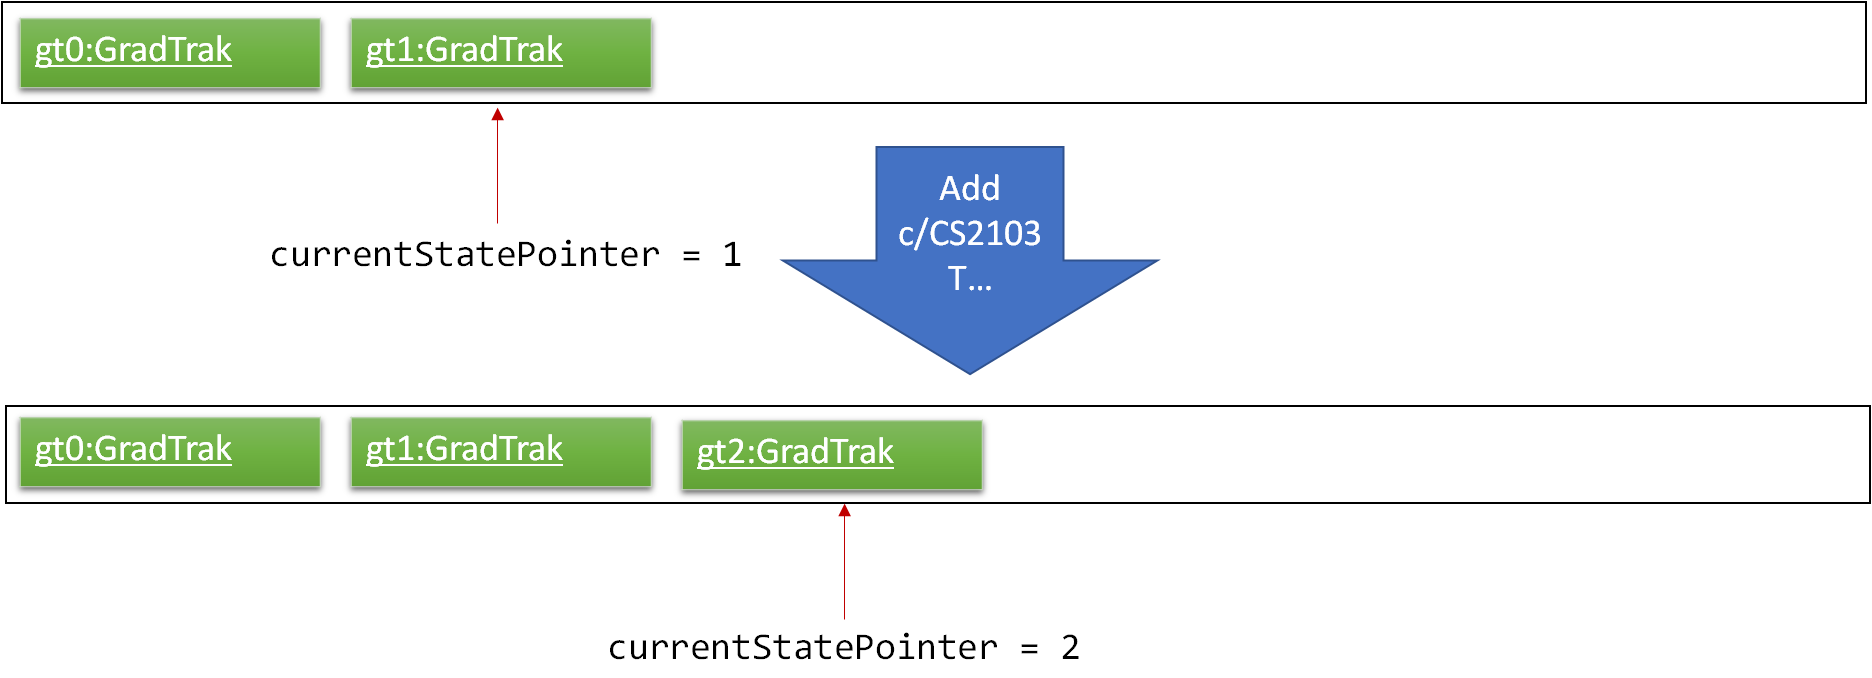 gt0:GradTrak
gt1:GradTrak
currentStatePointer = 1
Add
c/CS2103
T...
gt0:GradTrak
gt1:GradTrak
gt2:GradTrak
currentStatePointer = 2